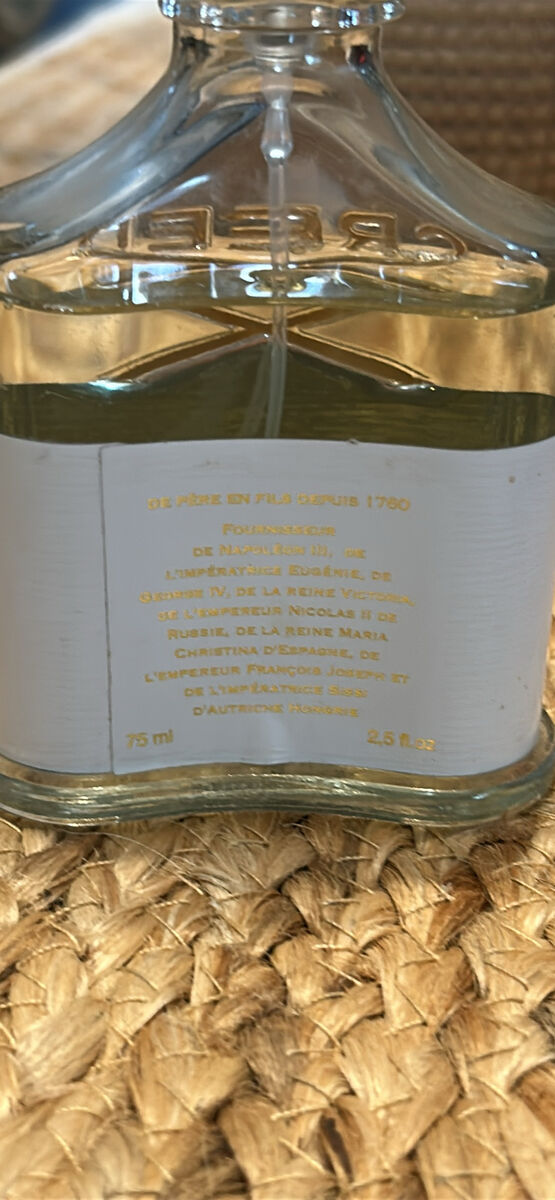 CREED
DE PÈRE EN FILS DEPUIS 1760
FOURNISSEUR
DE NAPOLÉON III, DE
L'IMPÉRATRICE EUGÉNIE, DE
GEORGE IV, DE LA REINE VICTORIA,
DE L'EMPEREUR NICOLAS II DE
RUSSIE, DE LA REINE MARIA
CHRISTINA D'ESPAGNE, DE
L'EMPEREUR FRANÇOIS JOSEPH ET
DE L'IMPÉRATRICE SISSI
D'AUTRICHE HONGRIE
75 ml 2,5 fl.oz